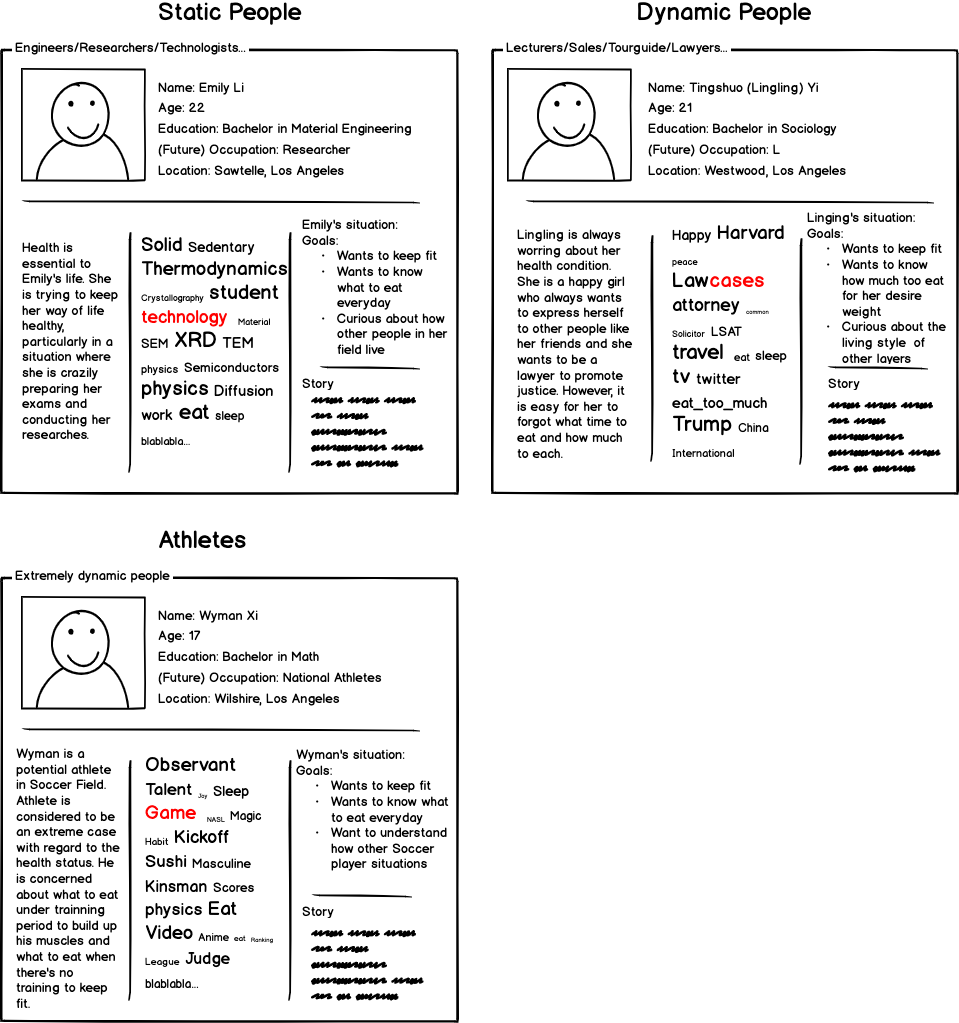 Static People
Engineers/Researchers/Technologists...
Name: Emily Li
Age: 22
Education: Bachelor in Material Engineering
(Future) Occupation: Researcher
Location: Sawtelle, Los Angeles
Health is
essential to
Emily's life. She
is trying to keep
her way of life
healthy,
particularly in a
situation where
she is crazily
preparing her
exams and
conducting her
researches.
Solid Sedentary
Thermodynamics
Crystallography student
technology Material
SEM XRD TEM
physics Semiconductors
physics Diffusion
work eat sleep
blablabla...
Emily's situation:
Goals:
· Wants to keep fit
· Wants to know
what to eat
everyday
· Curious about how
other people in her
field live
Story
Dynamic People
Lecturers/Sales/Tourguide/Lawyers...
Name: Tingshuo (Lingling) Yi
Age: 21
Education: Bachelor in Sociology
(Future) Occupation: L
Location: Westwood, Los Angeles
Lingling is always
worring about her
health condition.
She is a happy girl
who always wants
to express herself
to other people like
her friends and she
wants to be a
lawyer to promote
justice. However, it
is easy for her to
forgot what time to
eat and how much
to each.
Happy Harvard
peace
Lawcases
attorney common
Solicitor LSAT
travel eat sleep
tv twitter
eat_too_much
Trump China
International
Linging's situation:
Goals:
· Wants to keep fit
· Wants to know
how much too eat
for her desire
weight
· Curious about the
living style of
other layers
Story
Athletes
Extremely dynamic people
Name: Wyman Xi
Age: 17
Education: Bachelor in Math
(Future) Occupation: National Athletes
Location: Wilshire, Los Angeles
Wyman is a
potential athlete
in Soccer Field.
Athlete is
considered to be
an extreme case
with regard to the
health status. He
is concerned
about what to eat
under trainning
period to build up
his muscles and
what to eat when
there's no
training to keep
fit.
Observant
Talent Joy Sleep
Game NASL Magic
Habit Kickoff
Sushi Masculine
Kinsman Scores
physics Eat
Video Anime eat Ranking
League Judge
blablabla...
Wyman's situation:
Goals:
· Wants to keep fit
· Wants to know what
to eat everyday
· Want to understand
how other Soccer
player situations
Story